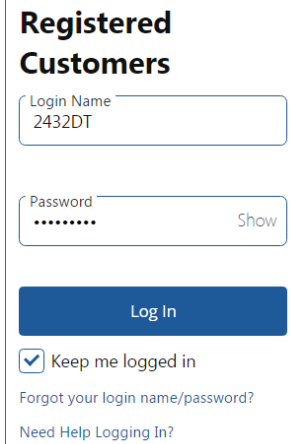 Registered
Customers
Login Name
2432DT
Password
••••••••• Show
Log In
Keep me logged in
Forgot your login name/password?
Need Help Logging In?